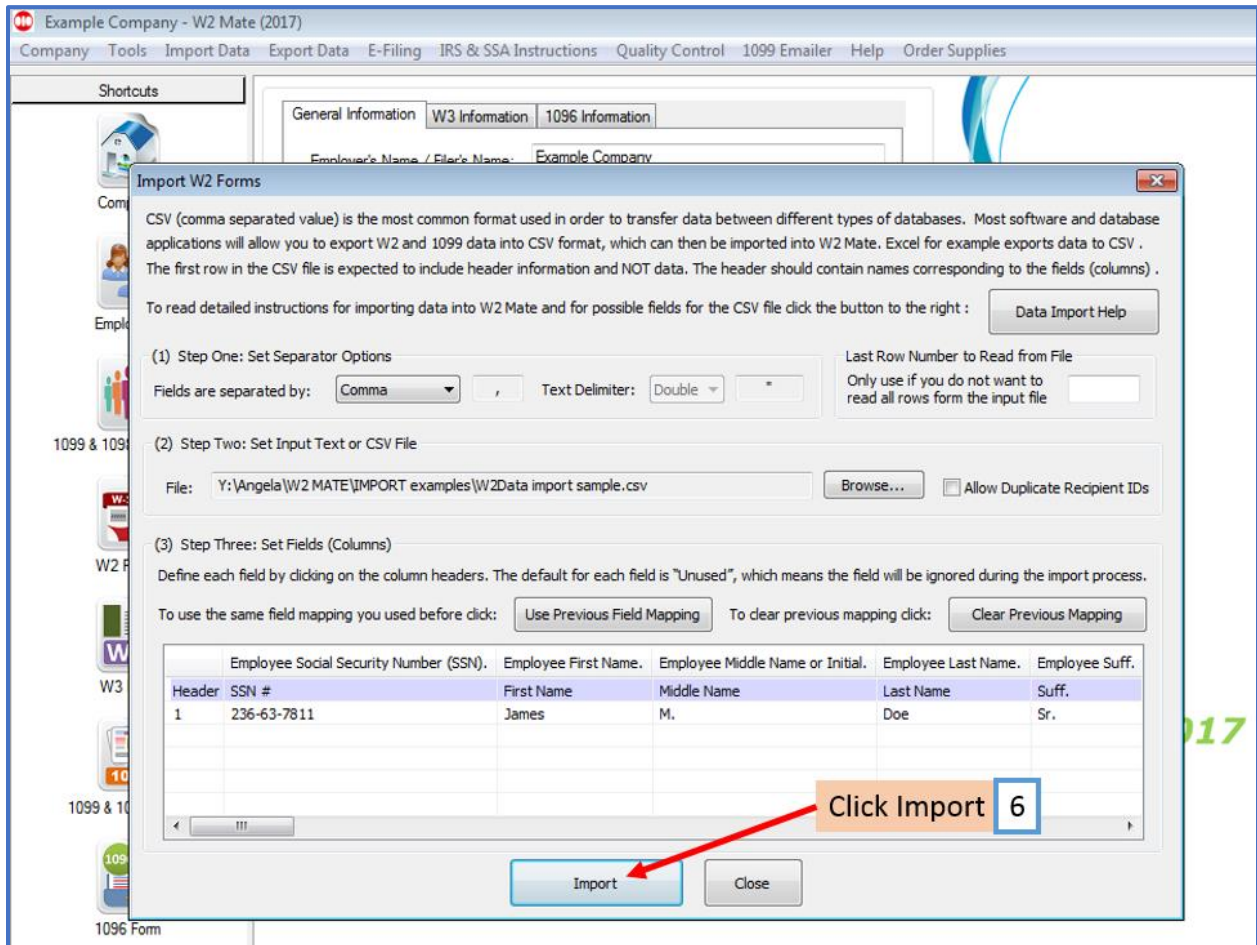 Example Company - W2 Mate (2017)
Company Tools Import Data Export Data E-Filing IRS & SSA Instructions Quality Control 1099 Emailer Help Order Supplies
Shortcuts
General Information W3 Information 1096 Information
Employer's Name / Filer's Name: Example Company
Import W2 Forms
CSV (comma separated value) is the most common format used in order to transfer data between different types of databases. Most software and database
applications will allow you to export W2 and 1099 data into CSV format, which can then be imported into W2 Mate. Excel for example exports data to CSV .
The first row in the CSV file is expected to include header information and NOT data. The header should contain names corresponding to the fields (columns) .
To read detailed instructions for importing data into W2 Mate and for possible fields for the CSV file click the button to the right : Data Import Help
(1) Step One: Set Separator Options
Fields are separated by: Comma , Text Delimiter: Double "
Last Row Number to Read from File
Only use if you do not want to
read all rows form the input file
(2) Step Two: Set Input Text or CSV File
File: Y:\Angela\W2 MATE\IMPORT examples\W2Data import sample.csv Browse... Allow Duplicate Recipient IDs
(3) Step Three: Set Fields (Columns)
Define each field by clicking on the column headers. The default for each field is "Unused", which means the field will be ignored during the import process.
To use the same field mapping you used before click: Use Previous Field Mapping To clear previous mapping click: Clear Previous Mapping
Employee Social Security Number (SSN). Employee First Name. Employee Middle Name or Initial. Employee Last Name. Employee Suff.
Header SSN # First Name Middle Name Last Name Suff.
1 236-63-7811 James M. Doe Sr.
Click Import 6
Import Close
Com
Emplo
1099 & 109
W2 F
W3
10
1099 & 10
109
1096 Form
017